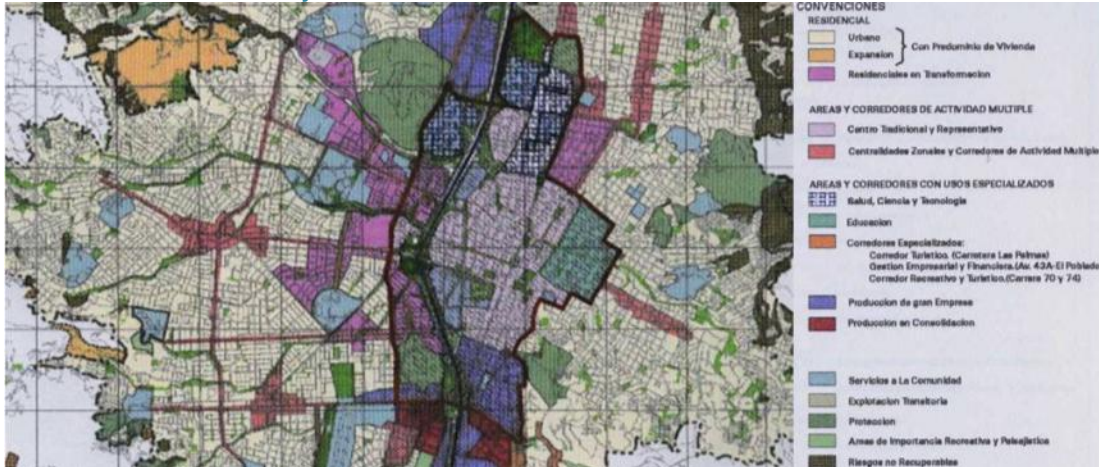 CONVENCIONES
RESIDENCIAL
Urbano
Expansion
Con Predominio de Vivienda
Residenciales en Transformacion
AREAS Y CORREDORES DE ACTIVIDAD MULTIPLE
Centro Tradicional y Representativo
Centralidades Zonales y Corredores de Actividad Multiple
AREAS Y CORREDORES CON USOS ESPECIALIZADOS
Salud, Ciencia y Tecnologia
Educacion
Corredores Especializados:
Corredor Turistico. (Carretera Las Palmas)
Gestion Empresarial y Financiera.(Av. 43A-El Poblado
Corredor Recreativo y Turistico.(Carrera 70 y 74)
Produccion de gran Empresa
Produccion en Consolidacion
Servicios a La Comunidad
Explotacion Transitoria
Proteccion
Areas de Importancia Recreativa y Paisajistica
Riesgos no Recuperables